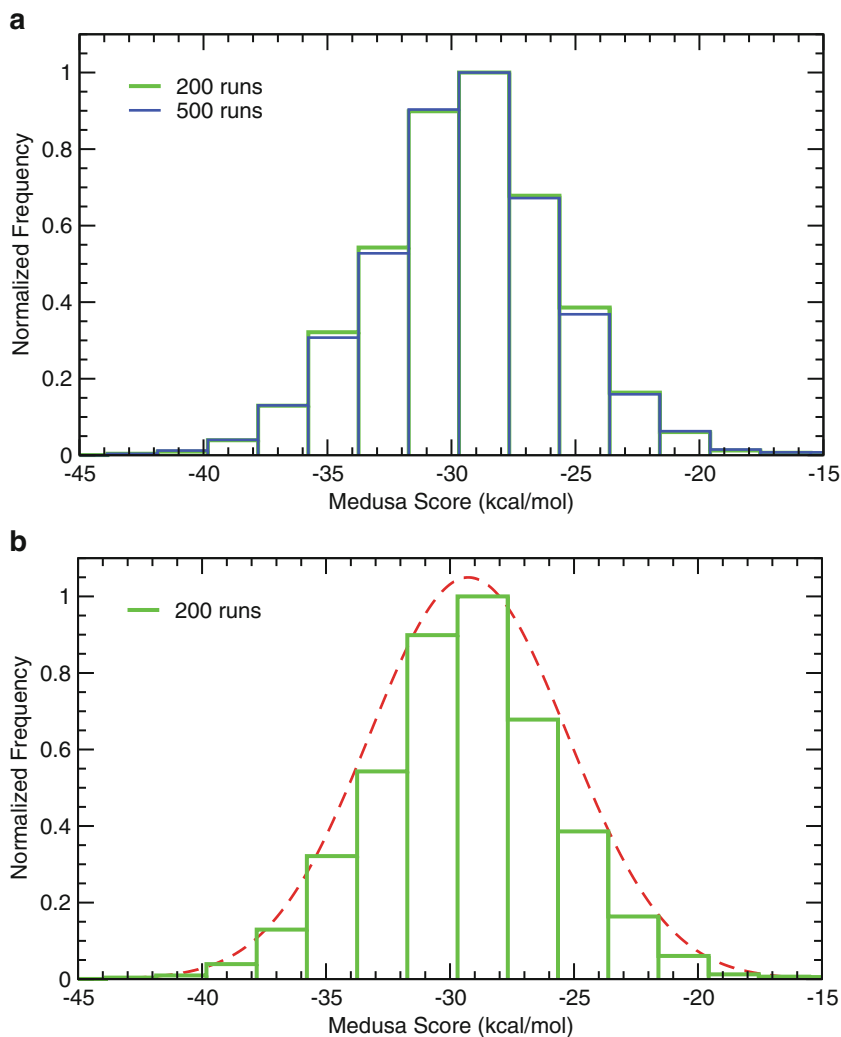 a
200 runs
500 runs
Normalized Frequency
1
0.8
0.6
0.4
0.2
0
-45 -40 -35 -30 -25 -20 -15
Medusa Score (kcal/mol)
b
200 runs
Normalized Frequency
1
0.8
0.6
0.4
0.2
0
-45 -40 -35 -30 -25 -20 -15
Medusa Score (kcal/mol)